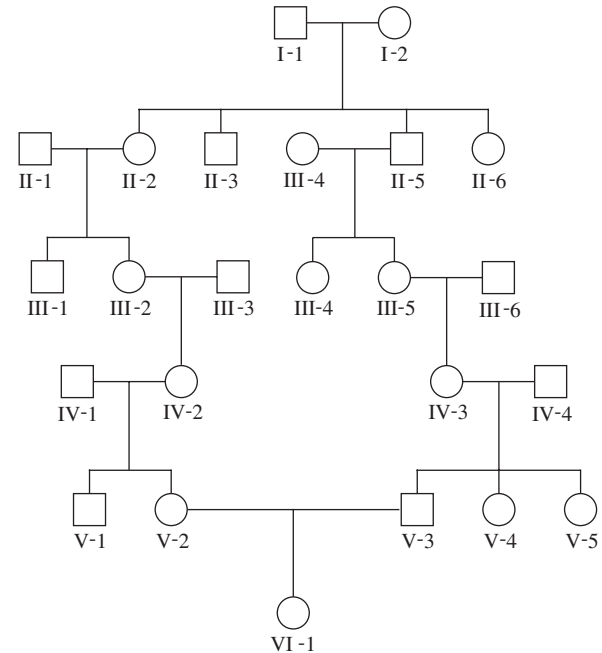 I-1 I-2
II-1 II-2 II-3 III-4 II-5 II-6
III-1 III-2 III-3 III-4 III-5 III-6
IV-1 IV-2 IV-3 IV-4
V-1 V-2 V-3 V-4 V-5
VI-1